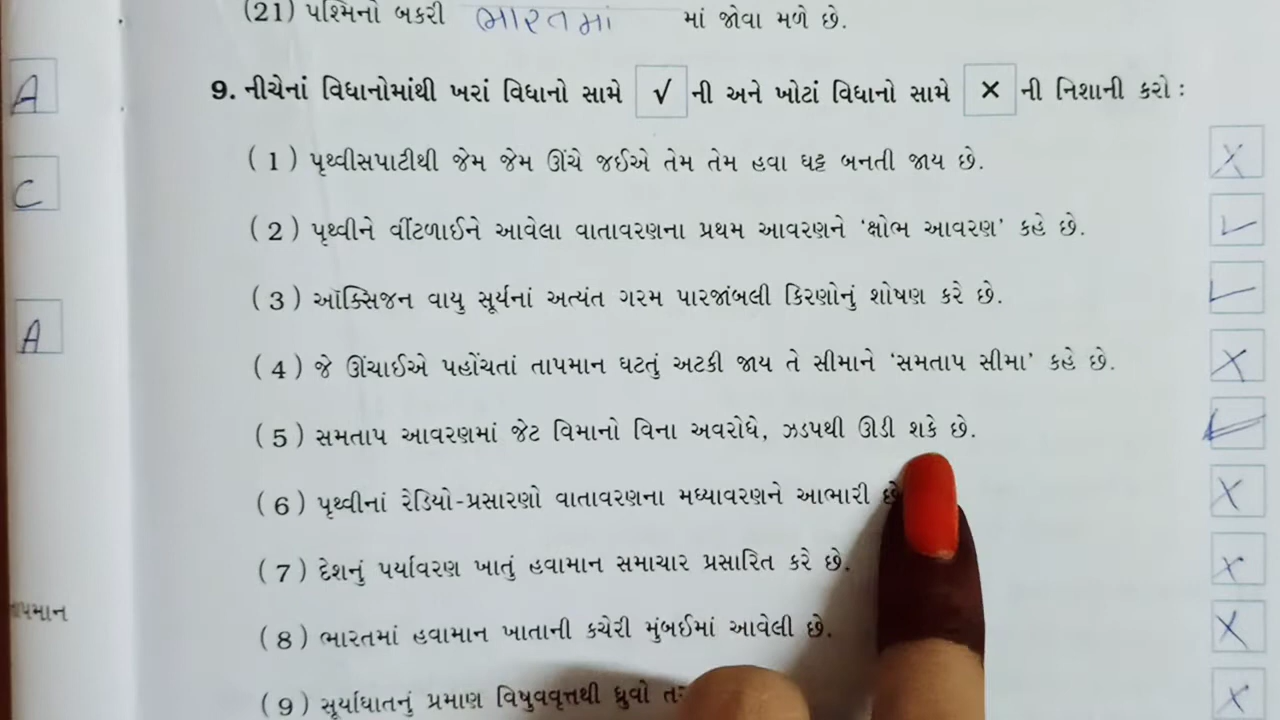 (21) પશ્મિનો બકરી ભારતમાં માં જોવા મળે છે.
A
9. નીચેનાં વિધાનોમાંથી ખરાં વિધાનો સામે √ ની અને ખોટાં વિધાનો સામે × ની નિશાની કરો :
(1) પૃથ્વીસપાટીથી જેમ જેમ ઊંચે જઈએ તેમ તેમ હવા ઘટ્ટ બનતી જાય છે. ×
C
(2) પૃથ્વીને વીંટળાઈને આવેલા વાતાવરણના પ્રથમ આવરણને ‘ક્ષોભ આવરણ’ કહે છે. ✓
(3) ઑક્સિજન વાયુ સૂર્યનાં અત્યંત ગરમ પારજાંબલી કિરણોનું શોષણ કરે છે. ✓
A
(4) જે ઊંચાઈએ પહોંચતાં તાપમાન ઘટતું અટકી જાય તે સીમાને ‘સમતાપ સીમા’ કહે છે. ×
(5) સમતાપ આવરણમાં જેટ વિમાનો વિના અવરોધે, ઝડપથી ઊડી શકે છે. ✓
(6) પૃથ્વીનાં રેડિયો-પ્રસારણો વાતાવરણના મધ્યાવરણને આભારી છે ×
(7) દેશનું પર્યાવરણ ખાતું હવામાન સમાચાર પ્રસારિત કરે છે. ×
તાપમાન
(8) ભારતમાં હવામાન ખાતાની કચેરી મુંબઈમાં આવેલી છે. ×
(9) સૂર્યાઘાતનું પ્રમાણ વિષુવવૃત્તથી ધ્રુવો ×